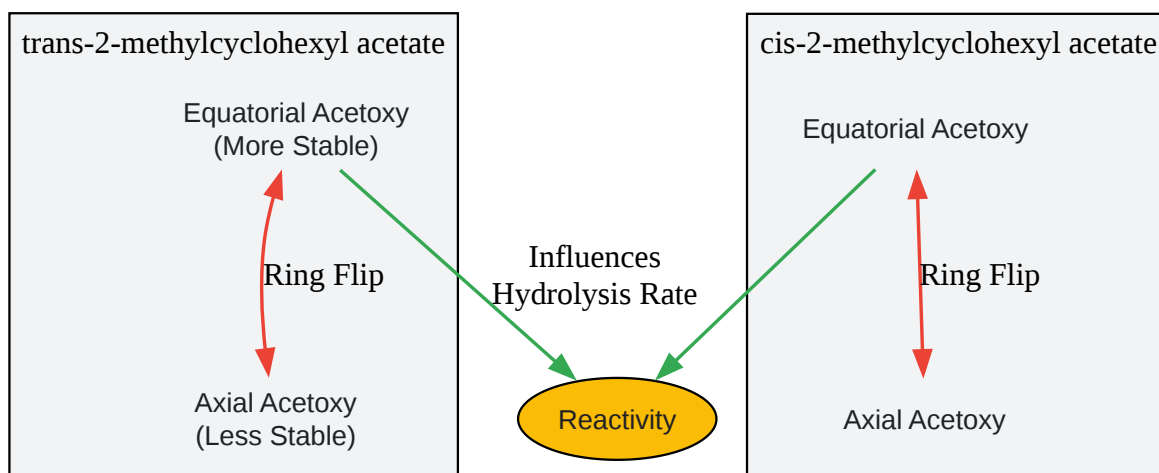 trans-2-methylcyclohexyl acetate
Equatorial Acetoxy
(More Stable)
Ring Flip
Axial Acetoxy
(Less Stable)
Influences
Hydrolysis Rate
Reactivity
cis-2-methylcyclohexyl acetate
Equatorial Acetoxy
Ring Flip
Axial Acetoxy